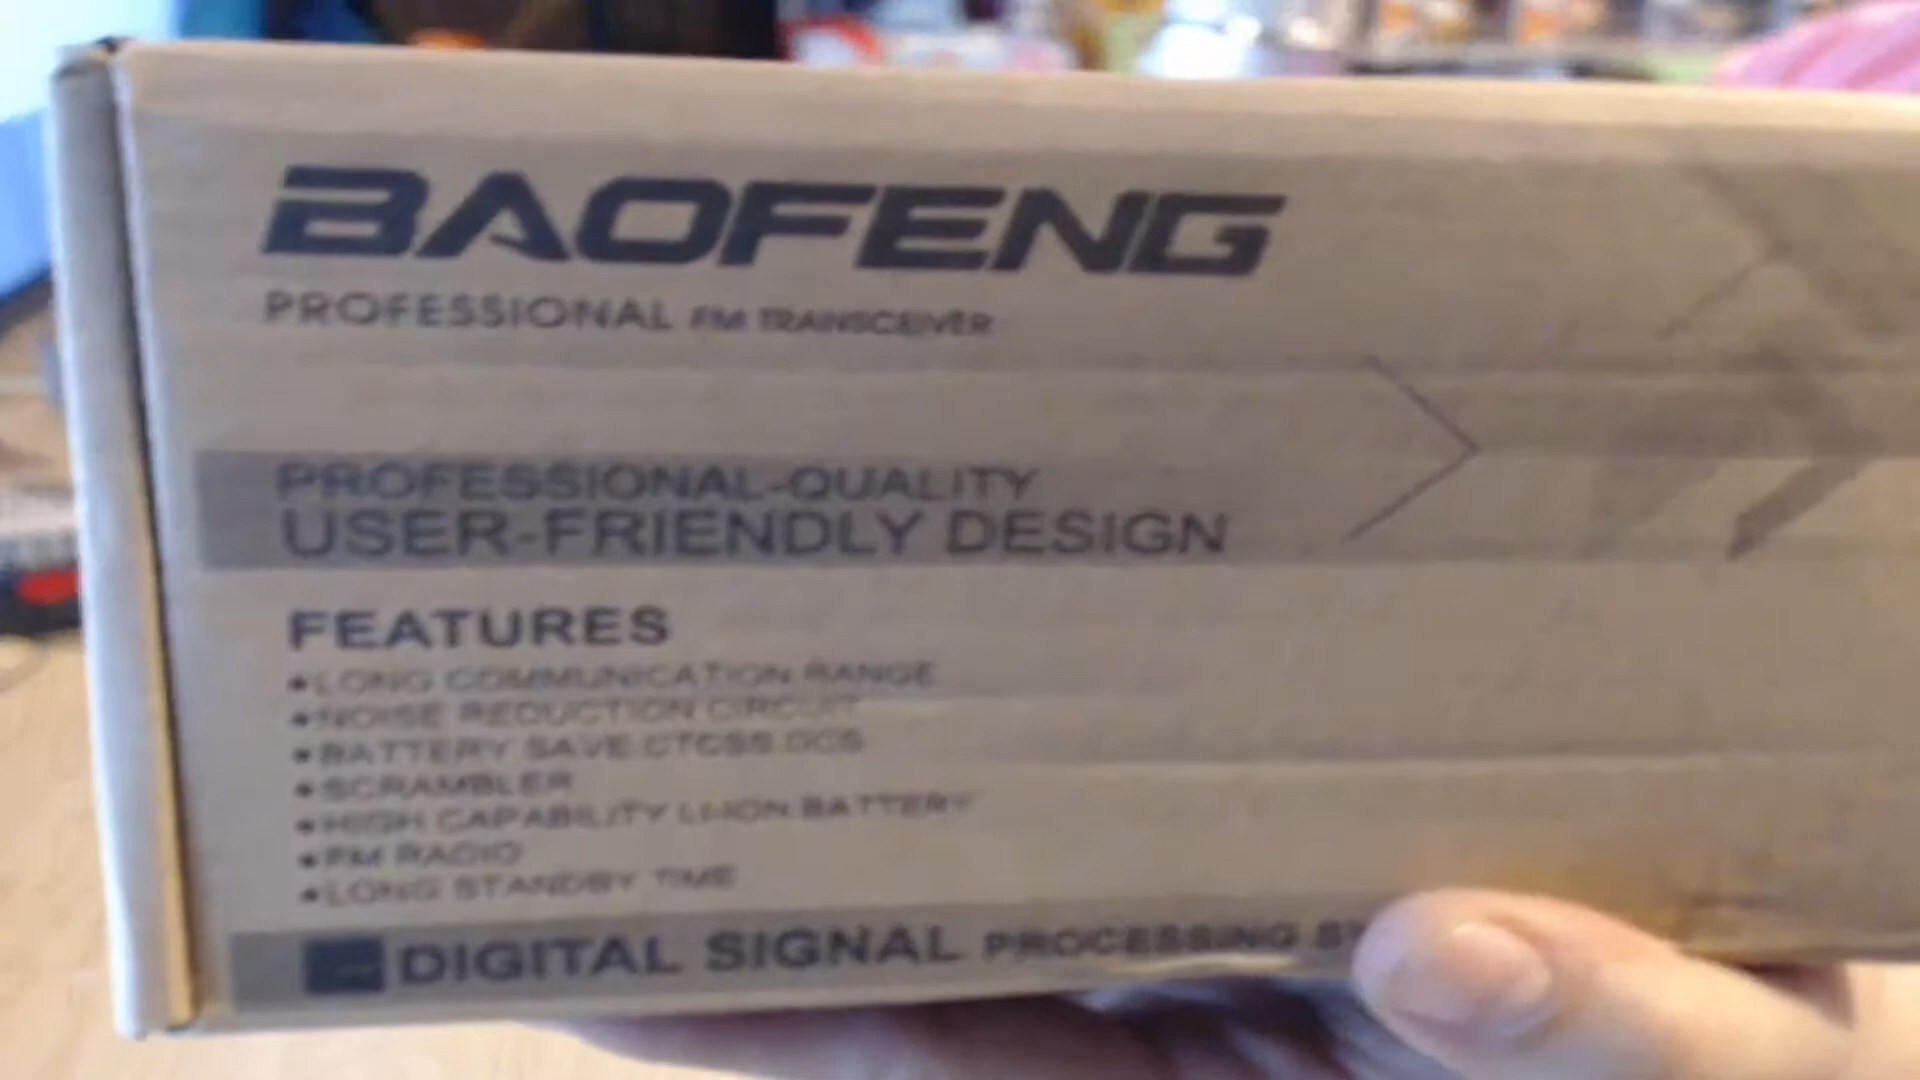 BAOFENG
PROFESSIONAL FM TRANSCEIVER
PROFESSIONAL-QUALITY
USER-FRIENDLY DESIGN
FEATURES
•LONG COMMUNICATION RANGE
•NOISE REDUCTION CIRCUIT
•BATTERY SAVE.CTCSS.DCS
•SCRAMBLER
•HIGH CAPABILITY LI-ION BATTERY
•FM RADIO
•LONG STANDBY TIME
DIGITAL SIGNAL PROCESSING